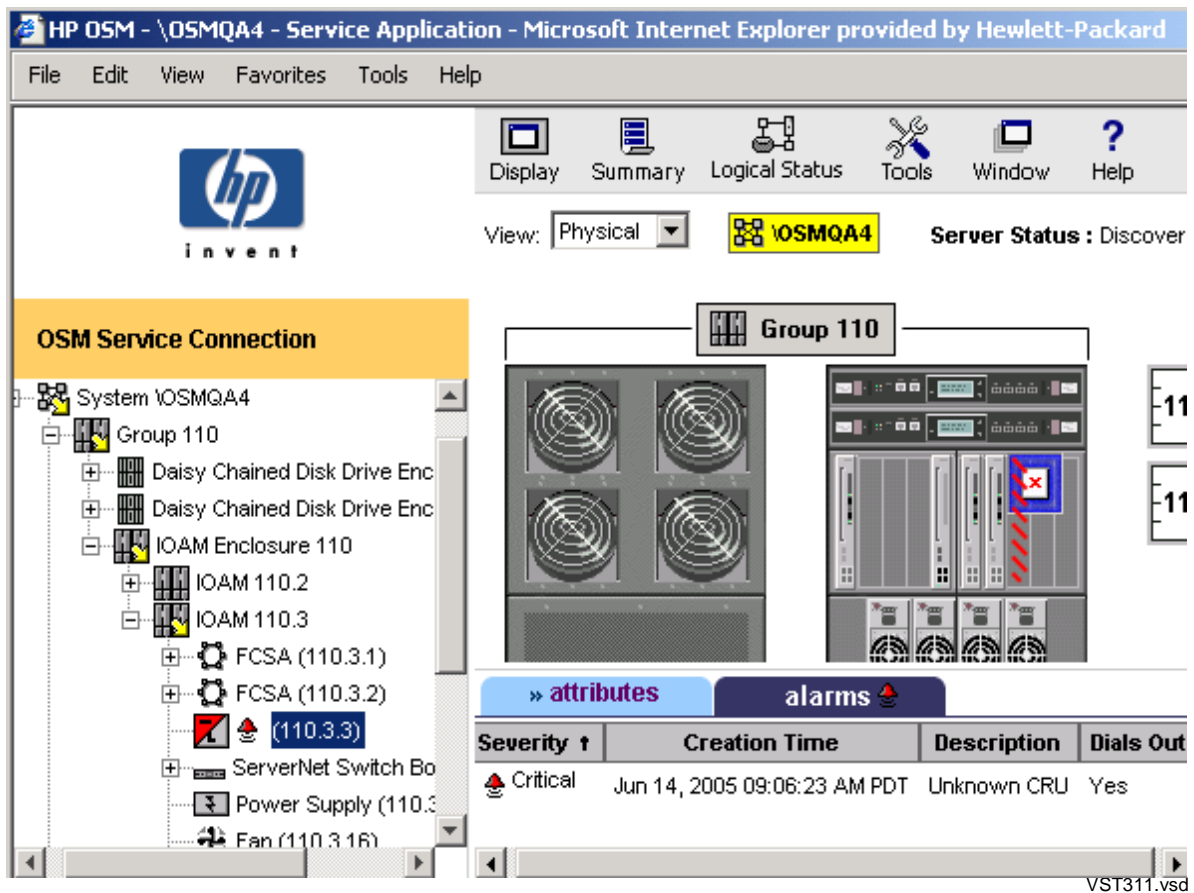 HP OSM - \OSMQA4 - Service Application - Microsoft Internet Explorer provided by Hewlett-Packard
File Edit View Favorites Tools Help
hp
invent
Display Summary Logical Status Tools Window Help
View: Physical \OSMQA4 Server Status : Discover
OSM Service Connection
System \OSMQA4
Group 110
Daisy Chained Disk Drive Enc
Daisy Chained Disk Drive Enc
IOAM Enclosure 110
IOAM 110.2
IOAM 110.3
FCSA (110.3.1)
FCSA (110.3.2)
(110.3.3)
ServerNet Switch Bo
Power Supply (110.3
Fan (110.3.16)
Group 110
11
11
» attributes alarms
Severity ↑ Creation Time Description Dials Out
Critical Jun 14, 2005 09:06:23 AM PDT Unknown CRU Yes
VST311.vsd